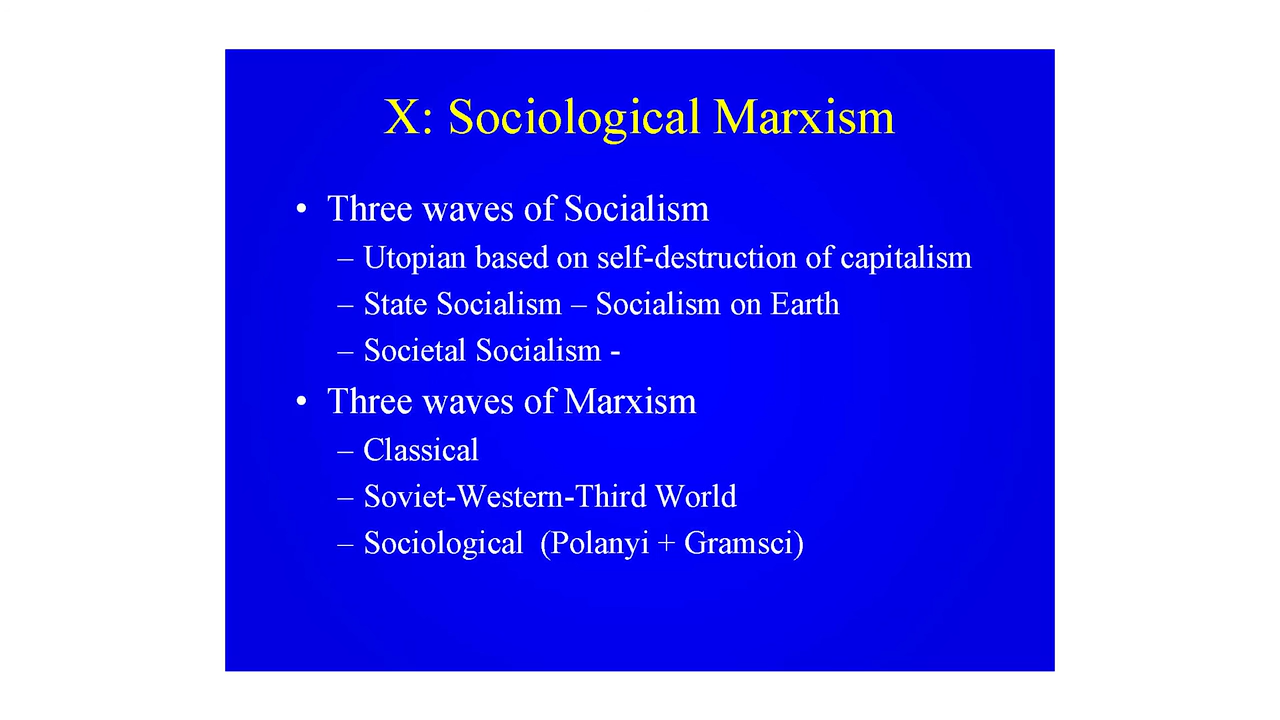 X: Sociological Marxism
• Three waves of Socialism
– Utopian based on self-destruction of capitalism
– State Socialism – Socialism on Earth
– Societal Socialism -
• Three waves of Marxism
– Classical
– Soviet-Western-Third World
– Sociological  (Polanyi + Gramsci)